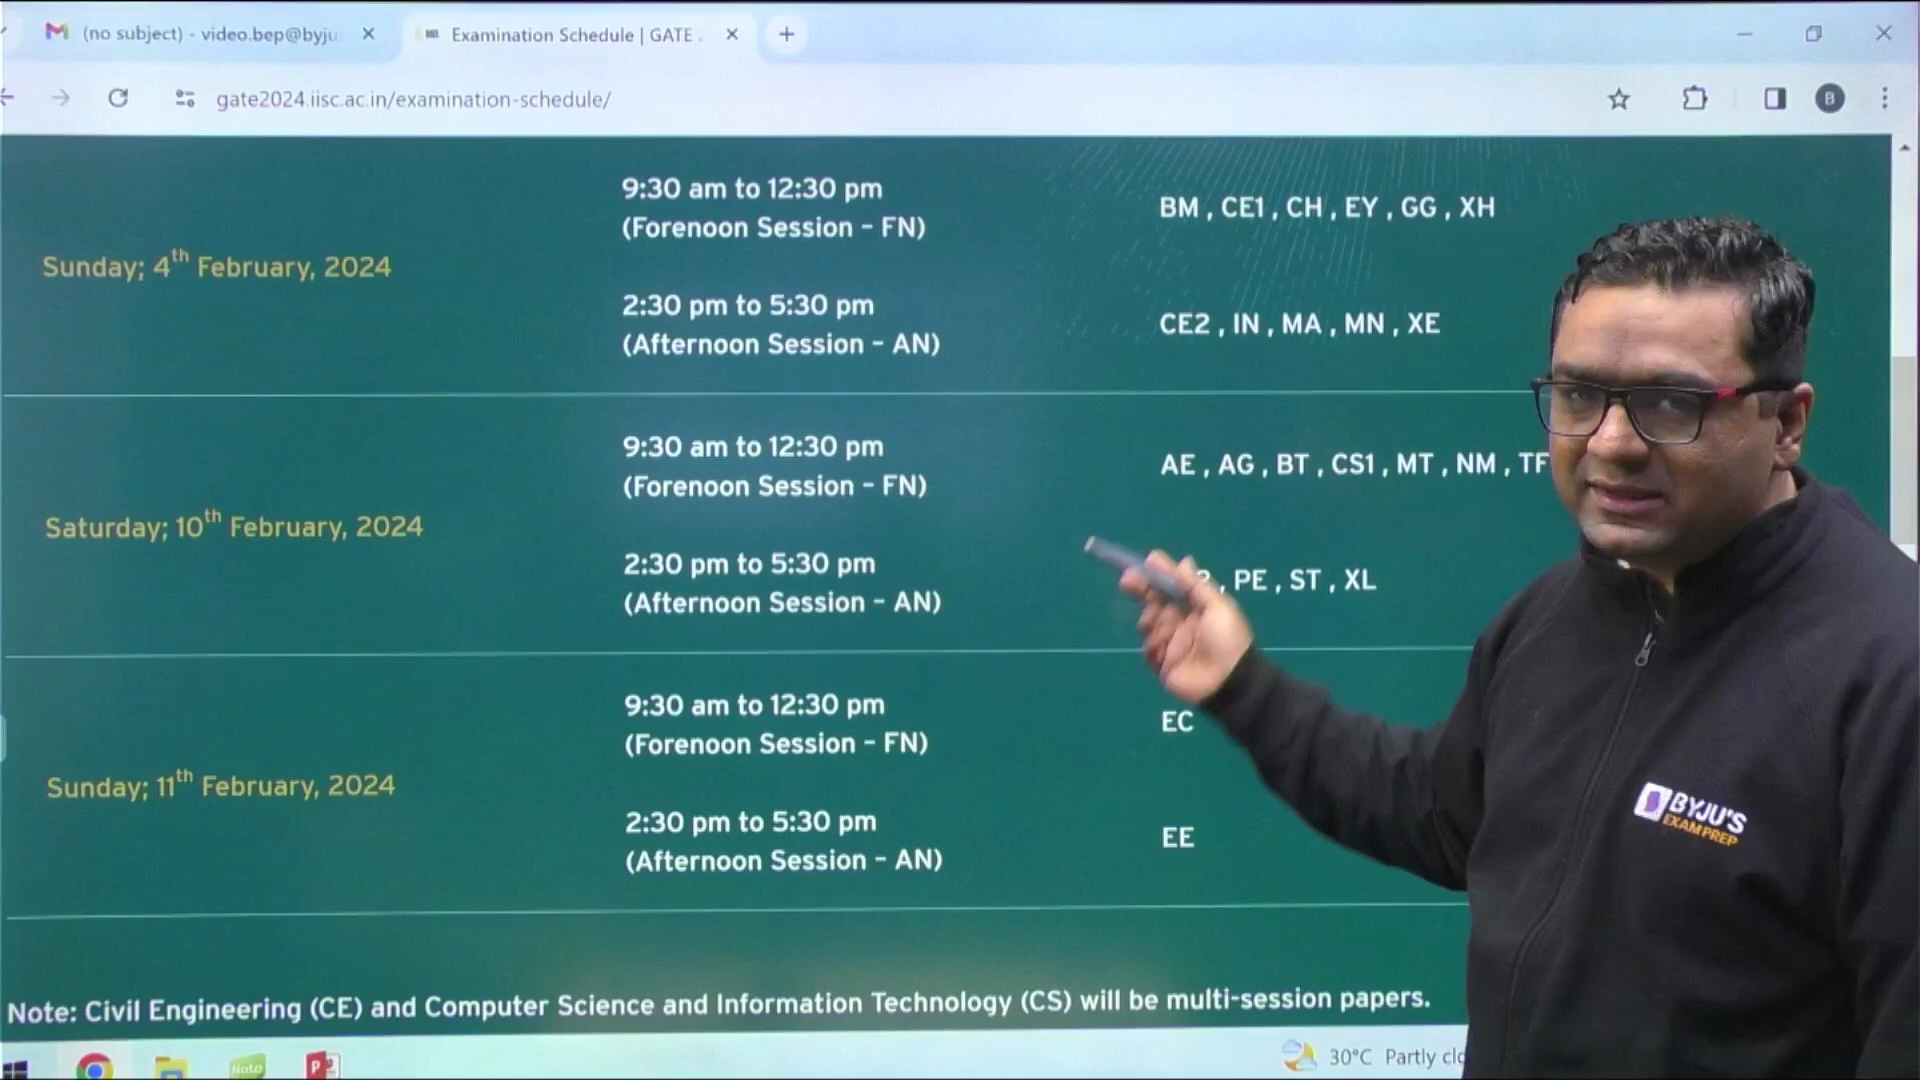 (no subject) - video.bep@byju
Examination Schedule | GATE
gate2024.iisc.ac.in/examination-schedule/
B
Sunday; 4th February, 2024
9:30 am to 12:30 pm
(Forenoon Session - FN)
BM , CE1 , CH , EY , GG , XH
2:30 pm to 5:30 pm
(Afternoon Session - AN)
CE2 , IN , MA , MN , XE
Saturday; 10th February, 2024
9:30 am to 12:30 pm
(Forenoon Session - FN)
AE , AG , BT , CS1 , MT , NM , TF
2:30 pm to 5:30 pm
(Afternoon Session - AN)
, PE , ST , XL
Sunday; 11th February, 2024
9:30 am to 12:30 pm
(Forenoon Session - FN)
EC
2:30 pm to 5:30 pm
(Afternoon Session - AN)
EE
Note: Civil Engineering (CE) and Computer Science and Information Technology (CS) will be multi-session papers.
30°C Partly clo
BYJU'S
EXAM PREP